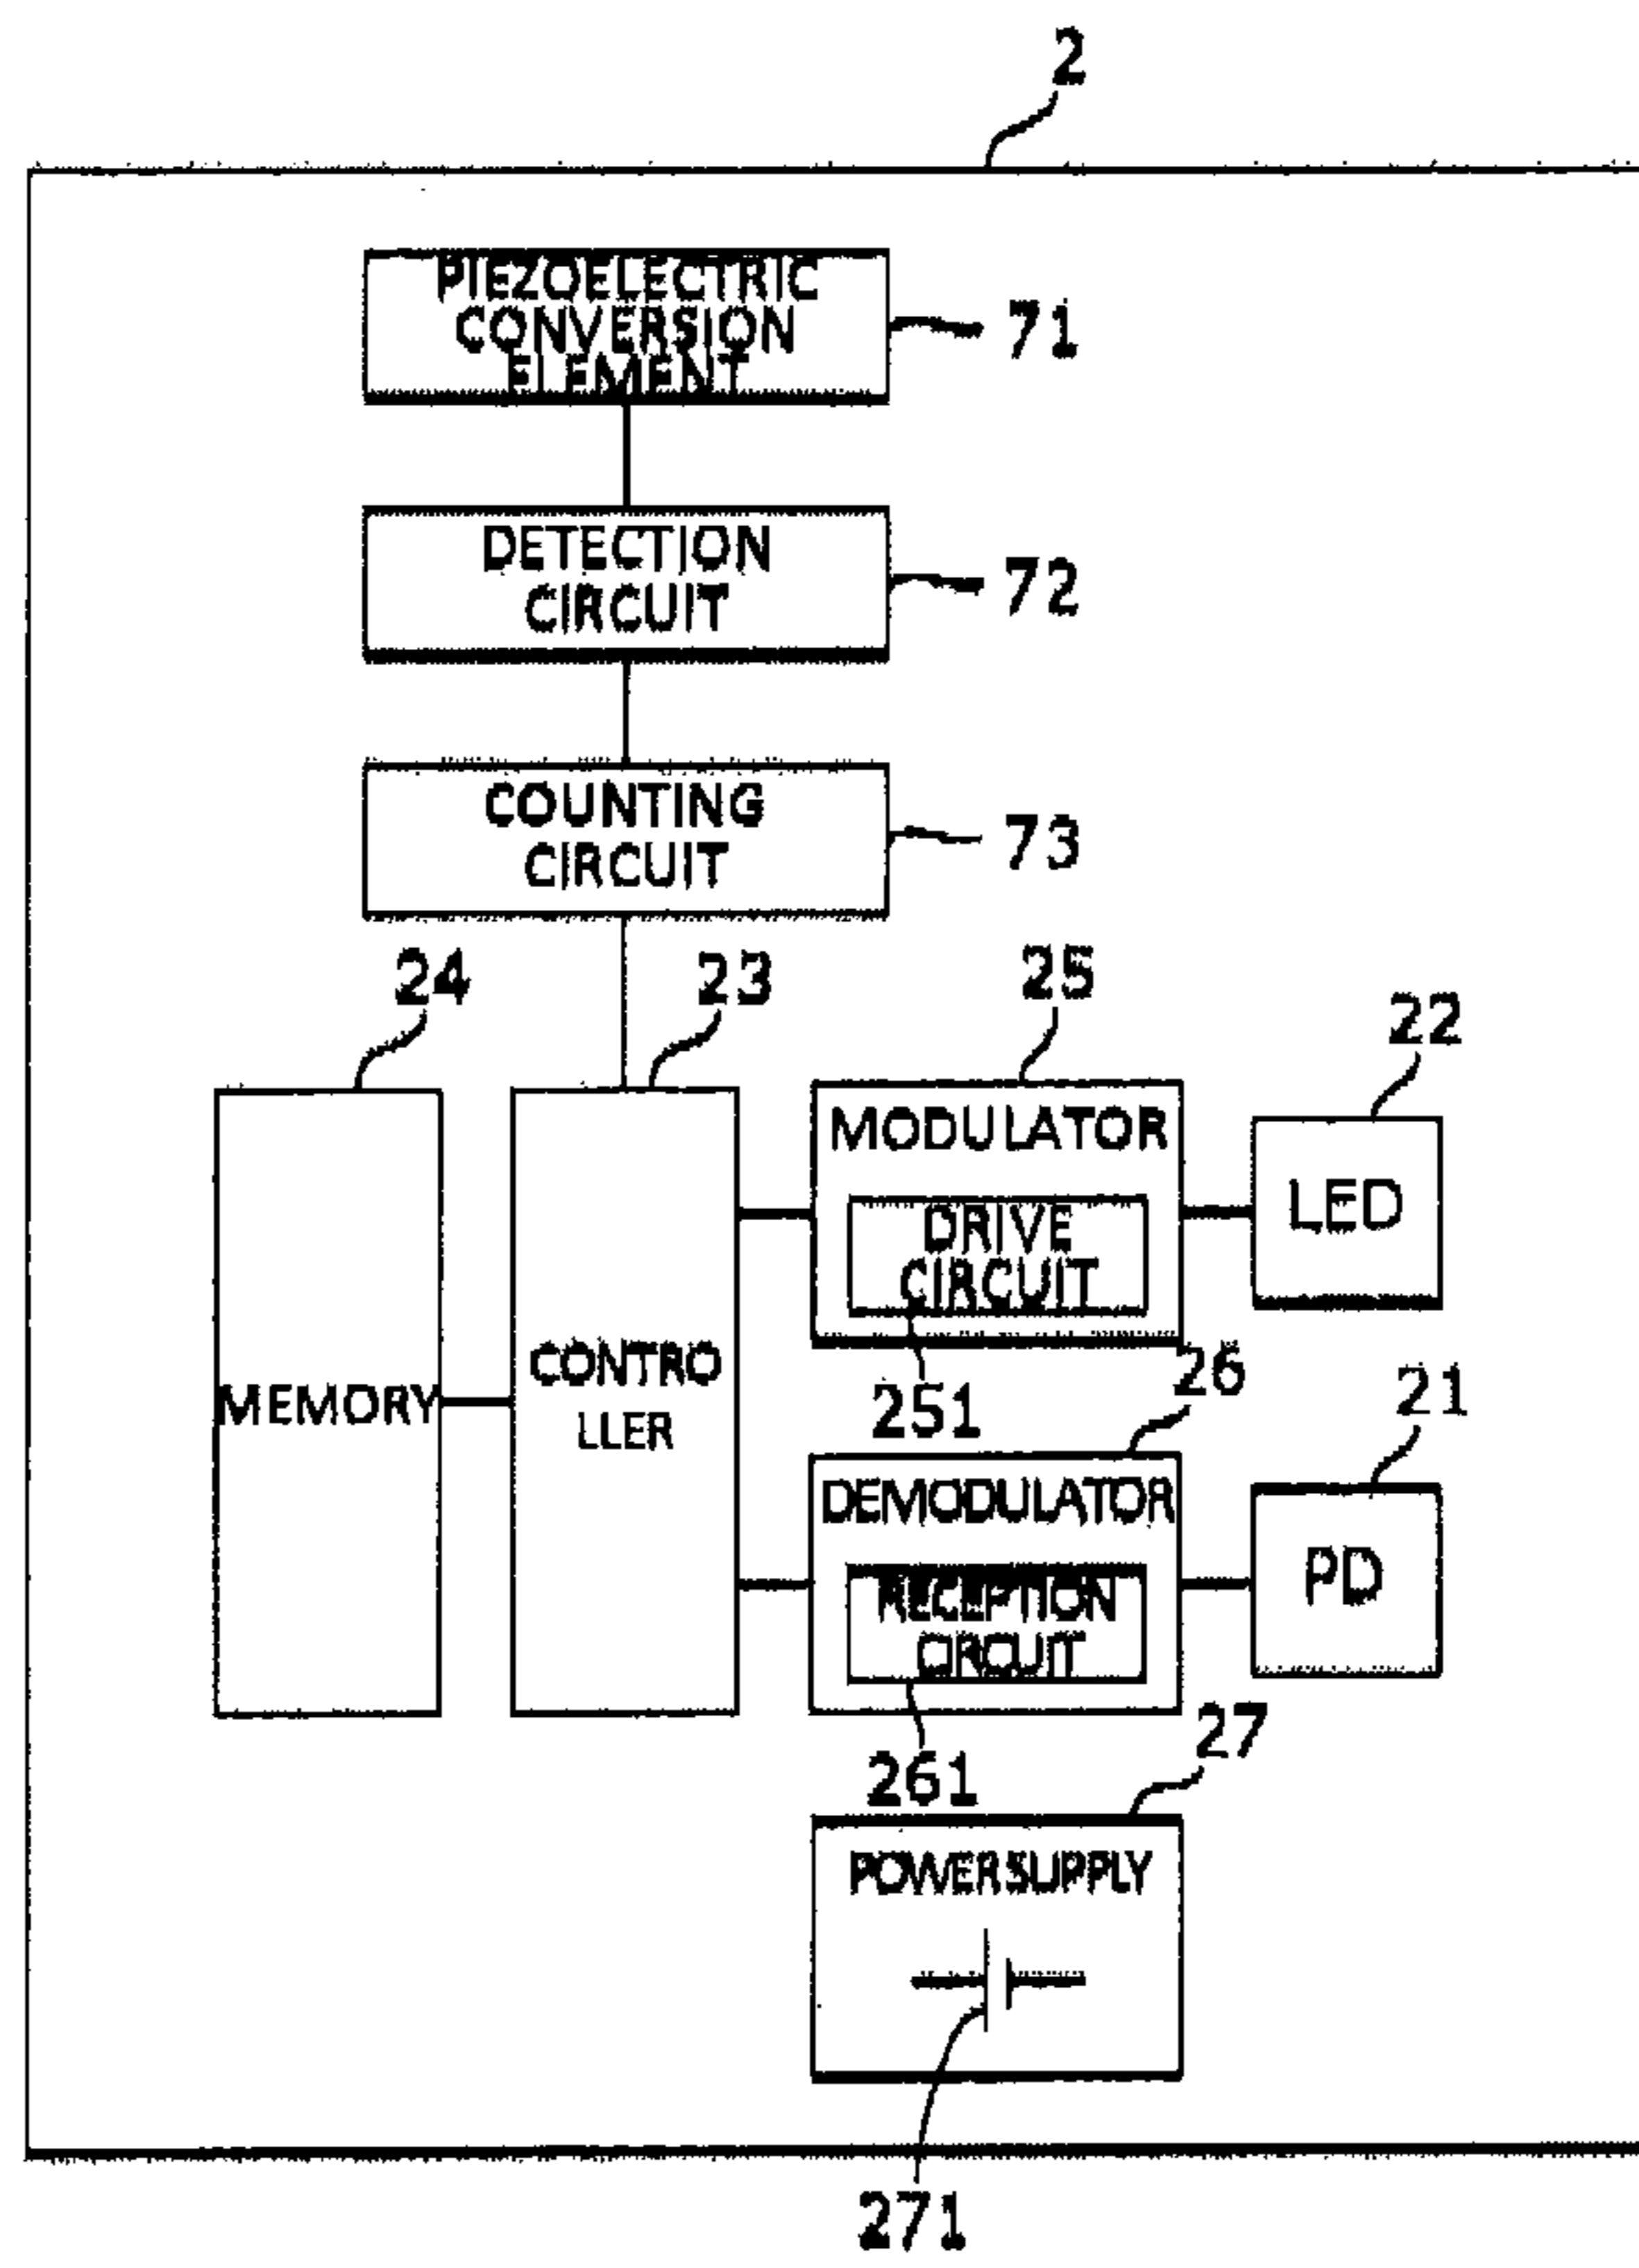 2
PIEZOELECTRIC
CONVERSION
ELEMENT
71
DETECTION
CIRCUIT
72
COUNTING
CIRCUIT
73
24
23
25
22
MODULATOR
LED
DRIVE
CIRCUIT
MEMORY
CONTRO
LLER
251
26
21
DEMODULATOR
PD
RECEPTION
CIRCUIT
261
27
POWER SUPPLY
271